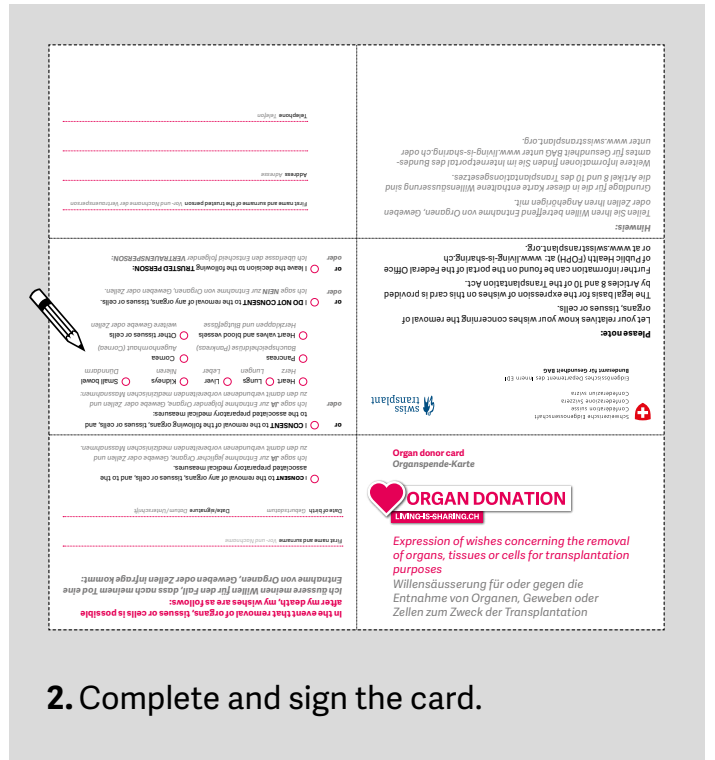 In the event that removal of organs, tissues or cells is possible
after my death, my wishes are as follows:
Ich äussere meinen Willen für den Fall, dass nach meinem Tod eine
Entnahme von Organen, Geweben oder Zellen infrage kommt:
First name and surname Vor- und Nachname
Date of birth Geburtsdatum Date/signature Datum/Unterschrift
I CONSENT to the removal of any organs, tissues or cells, and to the
associated preparatory medical measures.
Ich sage JA zur Entnahme jeglicher Organe, Gewebe oder Zellen und
zu den damit verbundenen vorbereitenden medizinischen Massnahmen.
or I CONSENT to the removal of the following organs, tissues or cells, and
to the associated preparatory medical measures:
oder Ich sage JA zur Entnahme folgender Organe, Gewebe oder Zellen und
zu den damit verbundenen vorbereitenden medizinischen Massnahmen:
Heart Lungs Liver Kidneys Small bowel
Herz Lungen Leber Nieren Dünndarm
Pancreas Cornea
Bauchspeicheldrüse (Pankreas) Augenhornhaut (Cornea)
Heart valves and blood vessels Other tissues or cells
Herzklappen und Blutgefässe weitere Gewebe oder Zellen
or I DO NOT CONSENT to the removal of any organs, tissues or cells.
oder Ich sage NEIN zur Entnahme von Organen, Gewebe oder Zellen.
or I leave the decision to the following TRUSTED PERSON:
oder Ich überlasse den Entscheid folgender VERTRAUENSPERSON:
First name and surname of the trusted person Vor- und Nachname der Vertrauensperson
Address Adresse
Telephone Telefon
Schweizerische Eidgenossenschaft
Confédération suisse
Confederazione Svizzera
Confederaziun svizra
swiss
transplant
Eidgenössisches Departement des Innern EDI
Bundesamt für Gesundheit BAG
Please note:
Let your relatives know your wishes concerning the removal of
organs, tissues or cells.
The legal basis for the expression of wishes on this card is provided
by Articles 8 and 10 of the Transplantation Act.
Further information can be found on the portal of the Federal Office
of Public Health (FOPH) at: www.living-is-sharing.ch
or at www.swisstransplant.org.
Hinweis:
Teilen Sie Ihren Willen betreffend Entnahme von Organen, Geweben
oder Zellen Ihren Angehörigen mit.
Grundlage für die in dieser Karte enthaltene Willensäusserung sind
die Artikel 8 und 10 des Transplantationsgesetzes.
Weitere Informationen finden Sie im Internetportal des Bundes-
amtes für Gesundheit BAG unter www.living-is-sharing.ch oder
unter www.swisstransplant.org.
Organ donor card
Organspende-Karte
ORGAN DONATION
LIVING-IS-SHARING.CH
Expression of wishes concerning the removal
of organs, tissues or cells for transplantation
purposes
Willensäusserung für oder gegen die
Entnahme von Organen, Geweben oder
Zellen zum Zweck der Transplantation
2. Complete and sign the card.